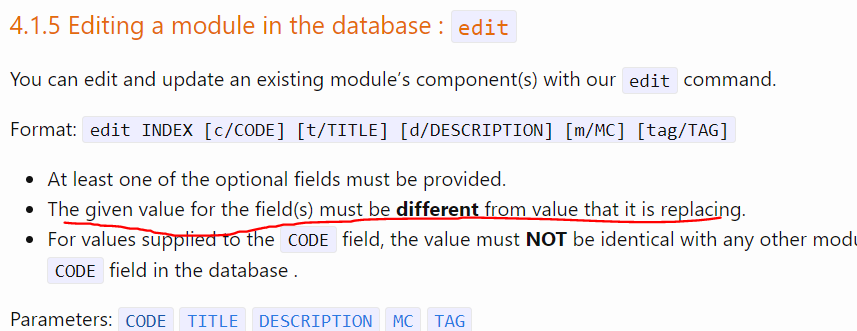 4.1.5 Editing a module in the database : edit
You can edit and update an existing module's component(s) with our edit command.
Format: edit INDEX [c/CODE] [t/TITLE] [d/DESCRIPTION] [m/MC] [tag/TAG]
• At least one of the optional fields must be provided.
• The given value for the field(s) must be different from value that it is replacing.
• For values supplied to the CODE field, the value must NOT be identical with any other modu
CODE field in the database .
Parameters: CODE TITLE DESCRIPTION MC TAG